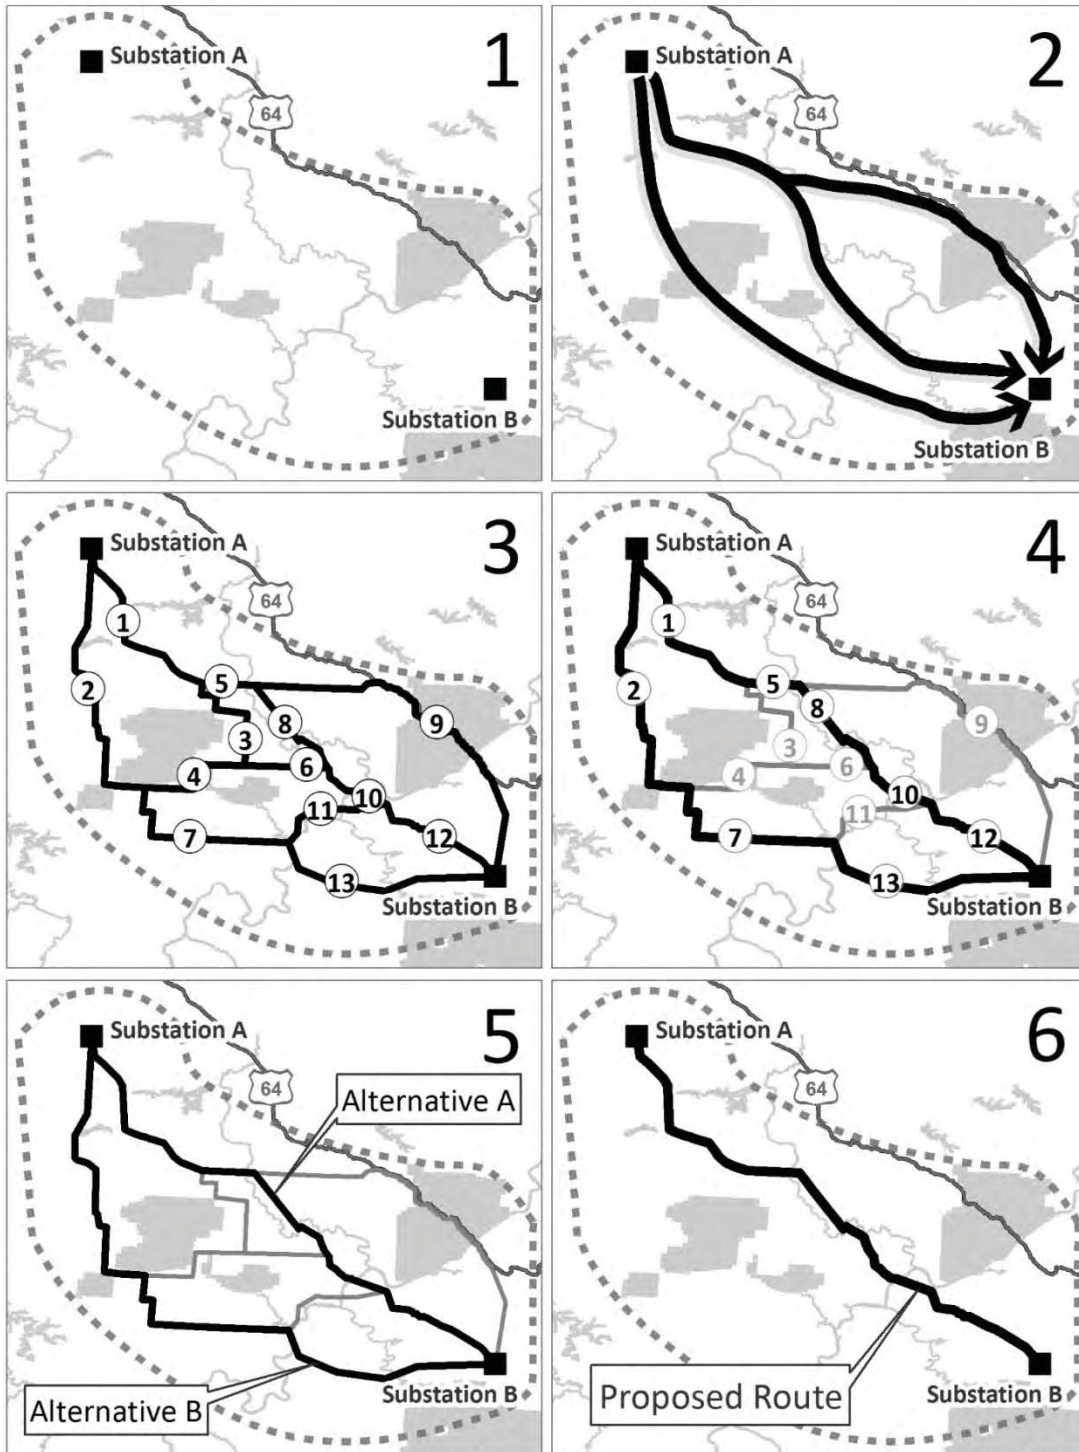 1
Substation A
64
Substation B
2
Substation A
64
Substation B
3
Substation A
64
1
2
5
8
9
3
4
6
10
11
7
12
13
Substation B
4
Substation A
64
1
2
5
8
9
3
4
6
10
11
7
12
13
Substation B
5
Substation A
64
Alternative A
Substation B
Alternative B
6
Substation A
64
Substation B
Proposed Route